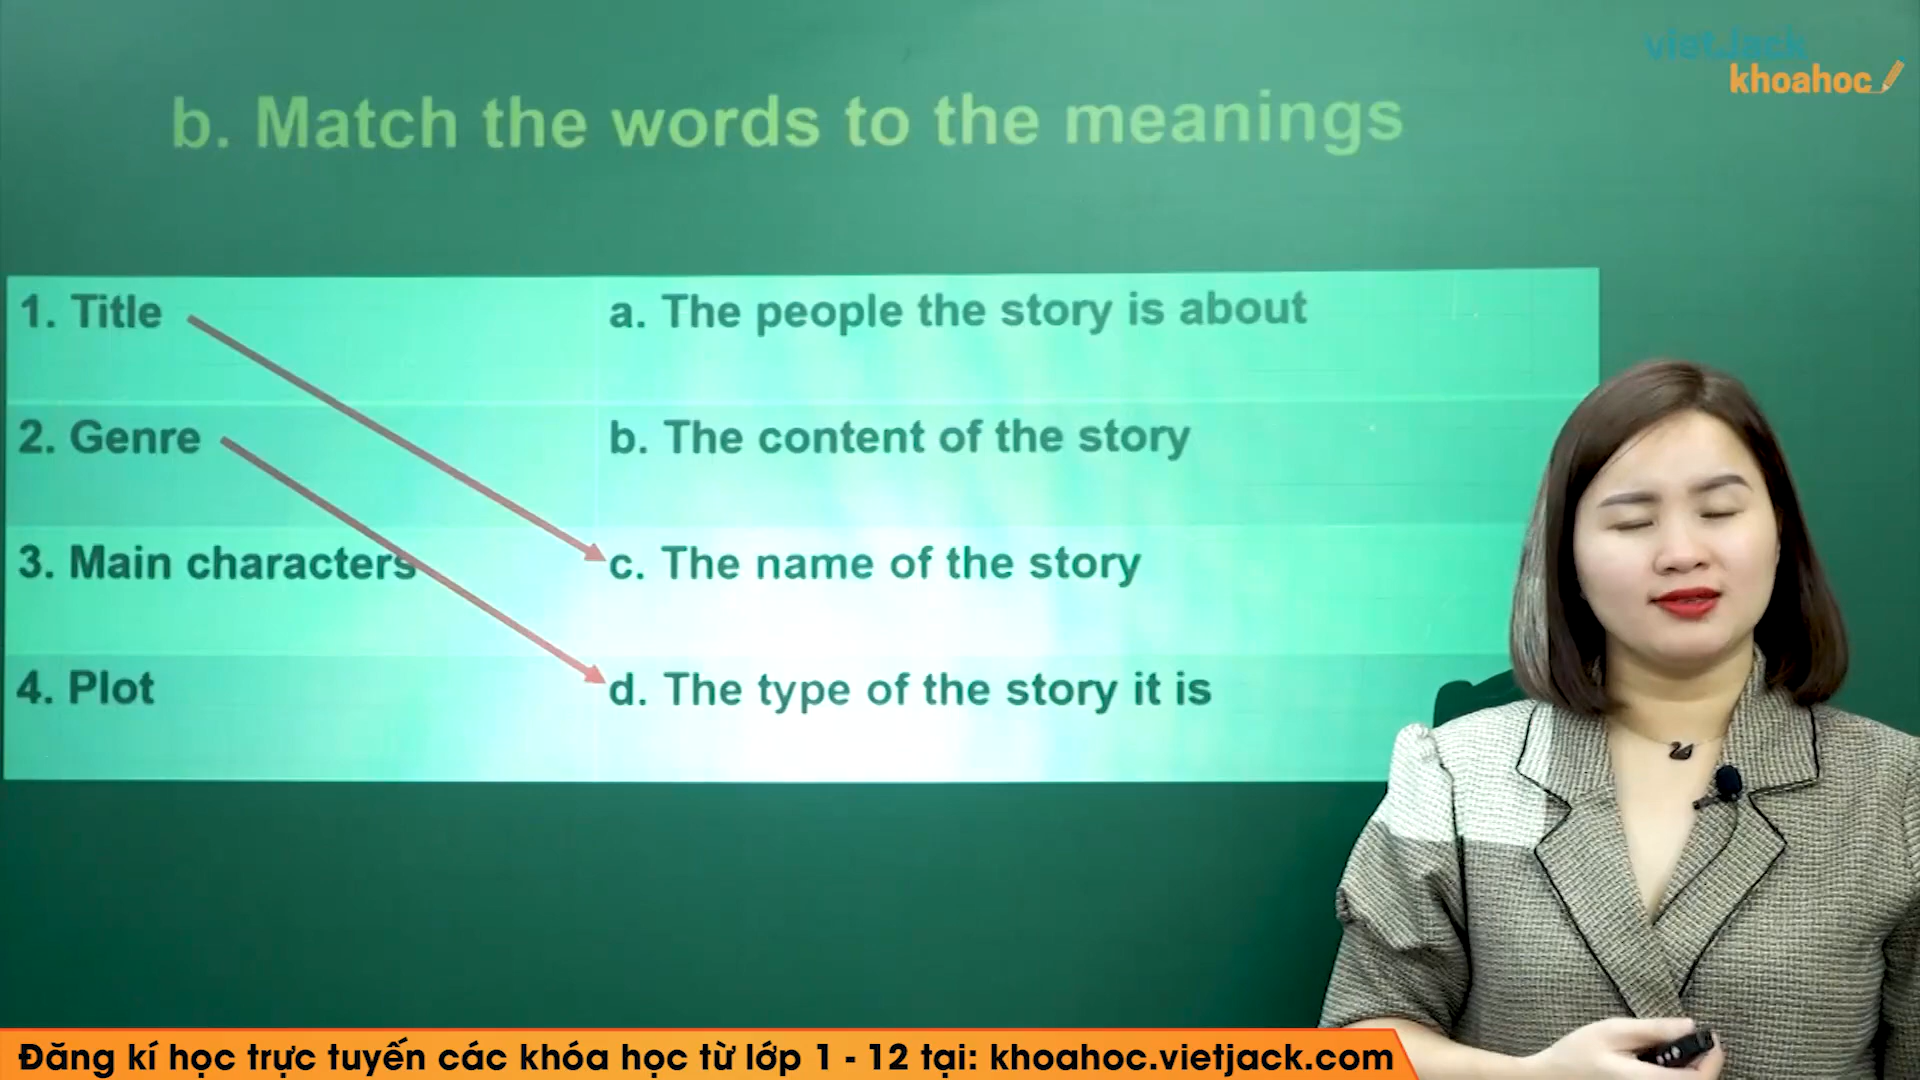 vietJack
khoahoc
b. Match the words to the meanings
1. Title
a. The people the story is about
2. Genre
b. The content of the story
3. Main characters
c. The name of the story
4. Plot
d. The type of the story it is
Đăng kí học trực tuyến các khóa học từ lớp 1 - 12 tại: khoahoc.vietjack.com